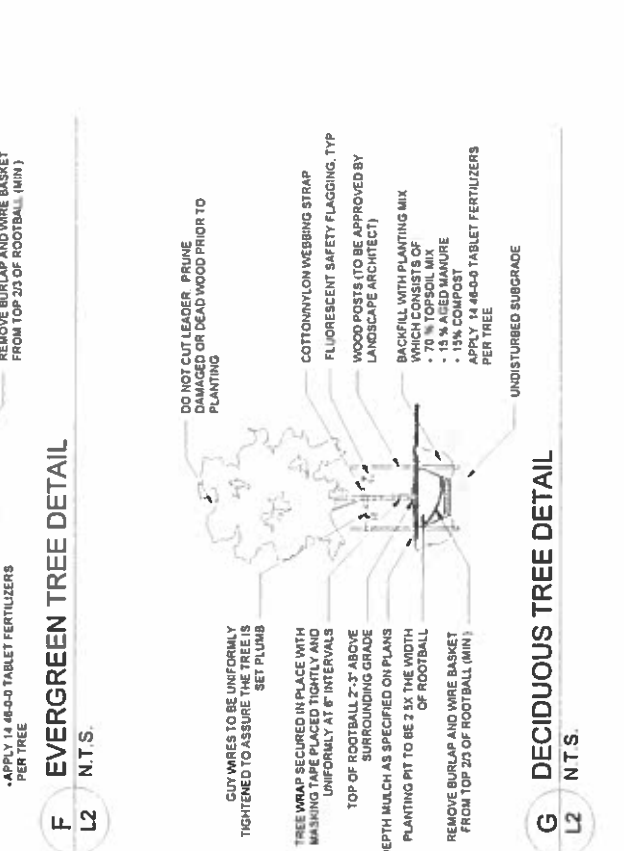 •APPLY 14 46-0-0 TABLET FERTILIZERS
PER TREE
REMOVE BURLAP AND WIRE BASKET
FROM TOP 2/3 OF ROOTBALL (MIN)
F
L2
EVERGREEN TREE DETAIL
N.T.S.
GUY WIRES TO BE UNIFORMLY
TIGHTENED TO ASSURE THE TREE IS
SET PLUMB
TREE WRAP SECURED IN PLACE WITH
MASKING TAPE PLACED TIGHTLY AND
UNIFORMLY AT 6" INTERVALS
TOP OF ROOTBALL 2"-3" ABOVE
SURROUNDING GRADE
DEPTH MULCH AS SPECIFIED ON PLANS
PLANTING PIT TO BE 2 5X THE WIDTH
OF ROOTBALL
REMOVE BURLAP AND WIRE BASKET
FROM TOP 2/3 OF ROOTBALL (MIN)
DO NOT CUT LEADER. PRUNE
DAMAGED OR DEAD WOOD PRIOR TO
PLANTING
COTTON/NYLON WEBBING STRAP
FLUORESCENT SAFETY FLAGGING, TYP
WOOD POSTS (TO BE APPROVED BY
LANDSCAPE ARCHITECT)
BACKFILL WITH PLANTING MIX
WHICH CONSISTS OF
• 70 % TOPSOIL MIX
• 15 % AGED MANURE
• 15% COMPOST
APPLY 14 46-0-0 TABLET FERTILIZERS
PER TREE
UNDISTURBED SUBGRADE
G
L2
DECIDUOUS TREE DETAIL
N.T.S.